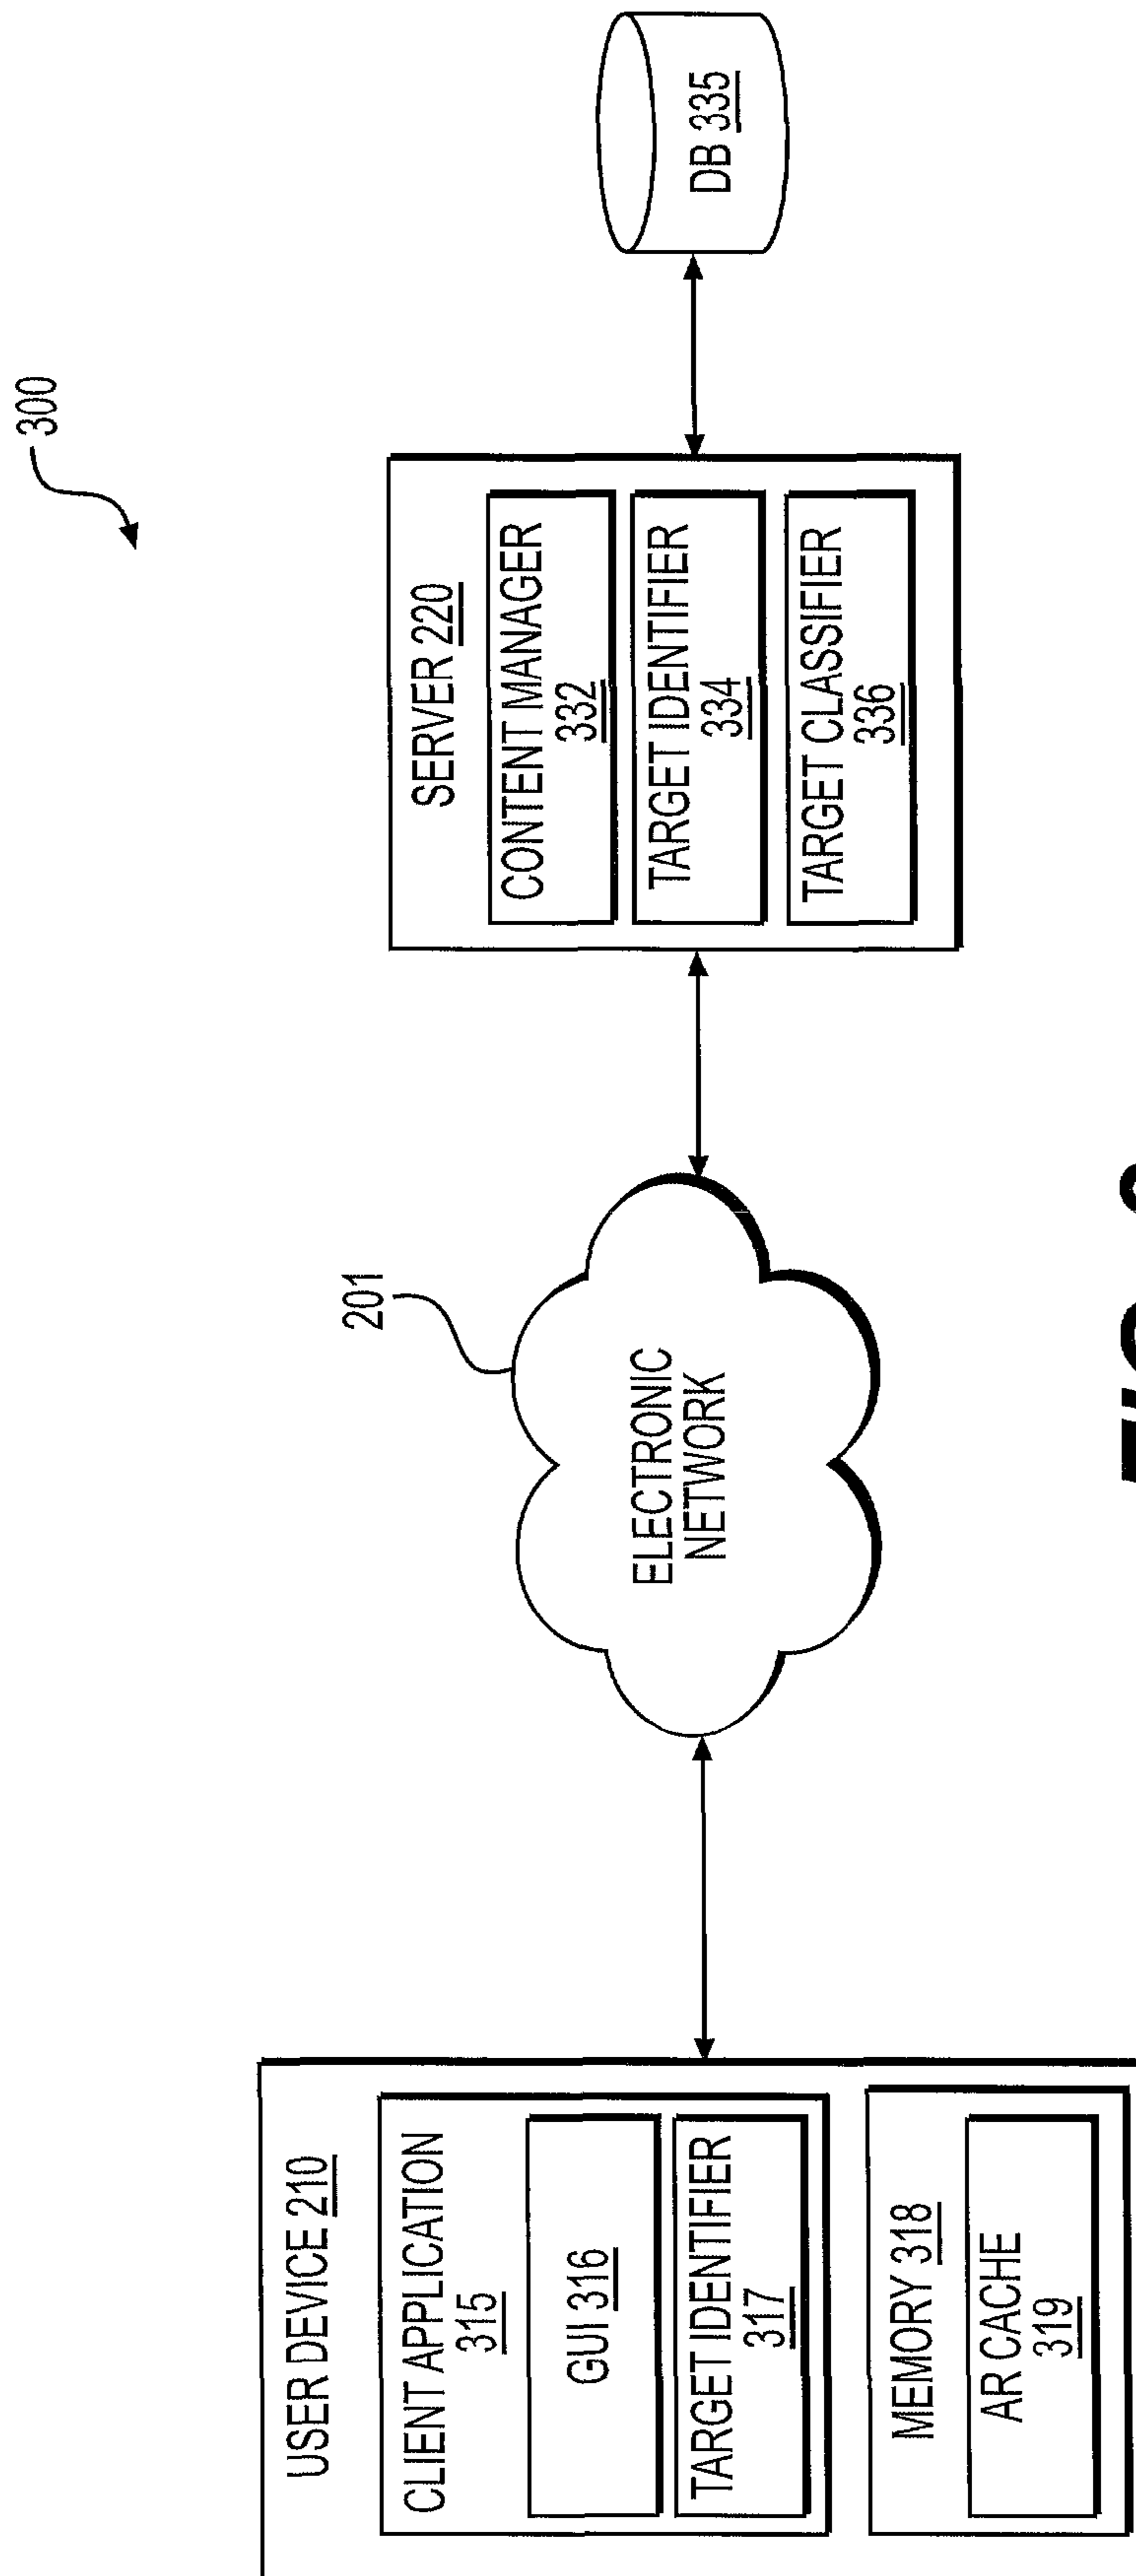 300
USER DEVICE 210
CLIENT APPLICATION
315
GUI 316
TARGET IDENTIFIER
317
MEMORY 318
AR CACHE
319
201
ELECTRONIC
NETWORK
SERVER 220
CONTENT MANAGER
332
TARGET IDENTIFIER
334
TARGET CLASSIFIER
336
DB 335
FIG.